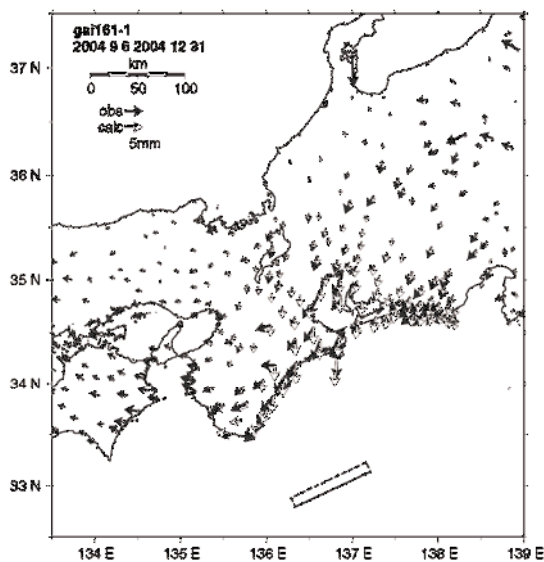 gai161-1
2004 9 6 2004 12 31
km
0 50 100
obs
calc
5mm
37 N
36 N
35 N
34 N
33 N
134 E 135 E 136 E 137 E 138 E 139 E